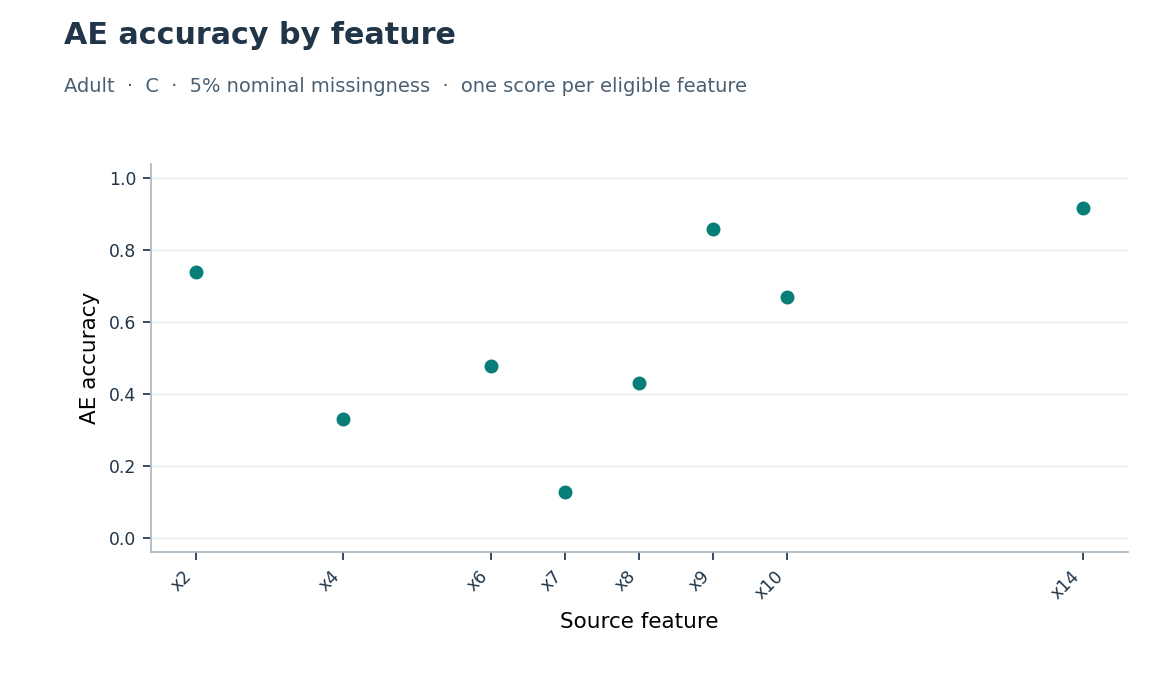 AE accuracy by feature
Adult · C · 5% nominal missingness · one score per eligible feature
AE accuracy
1.0
0.8
0.6
0.4
0.2
0.0
x2 x4 x6 x7 x8 x9 x10 x14
Source feature